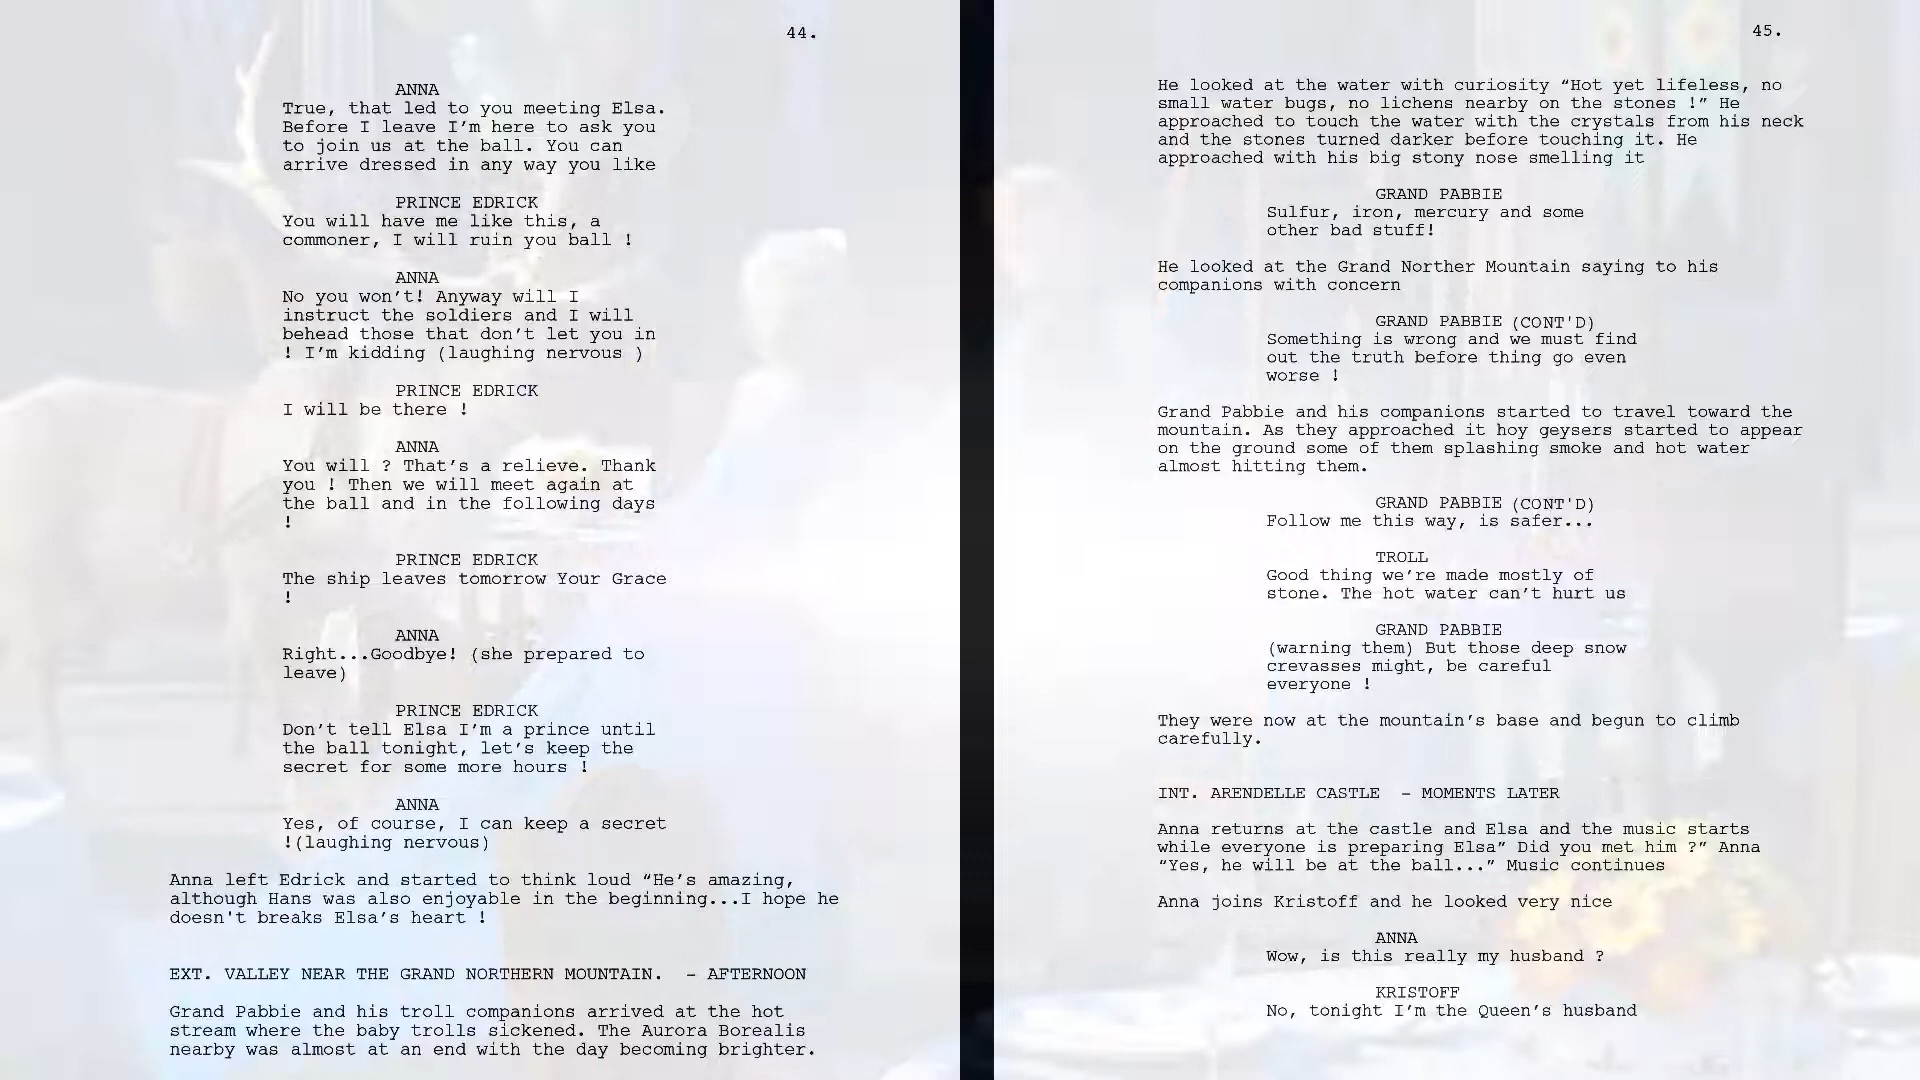 44.
ANNA
True, that led to you meeting Elsa.
Before I leave I’m here to ask you
to join us at the ball. You can
arrive dressed in any way you like
PRINCE EDRICK
You will have me like this, a
commoner, I will ruin you ball !
ANNA
No you won’t! Anyway will I
instruct the soldiers and I will
behead those that don’t let you in
! I’m kidding (laughing nervous )
PRINCE EDRICK
I will be there !
ANNA
You will ? That’s a relieve. Thank
you ! Then we will meet again at
the ball and in the following days
!
PRINCE EDRICK
The ship leaves tomorrow Your Grace
!
ANNA
Right...Goodbye! (she prepared to
leave)
PRINCE EDRICK
Don’t tell Elsa I’m a prince until
the ball tonight, let’s keep the
secret for some more hours !
ANNA
Yes, of course, I can keep a secret
!(laughing nervous)
Anna left Edrick and started to think loud “He’s amazing,
although Hans was also enjoyable in the beginning...I hope he
doesn't breaks Elsa’s heart !
EXT. VALLEY NEAR THE GRAND NORTHERN MOUNTAIN.  - AFTERNOON
Grand Pabbie and his troll companions arrived at the hot
stream where the baby trolls sickened. The Aurora Borealis
nearby was almost at an end with the day becoming brighter.
45.
He looked at the water with curiosity “Hot yet lifeless, no
small water bugs, no lichens nearby on the stones !” He
approached to touch the water with the crystals from his neck
and the stones turned darker before touching it. He
approached with his big stony nose smelling it
GRAND PABBIE
Sulfur, iron, mercury and some
other bad stuff!
He looked at the Grand Norther Mountain saying to his
companions with concern
GRAND PABBIE (CONT'D)
Something is wrong and we must find
out the truth before thing go even
worse !
Grand Pabbie and his companions started to travel toward the
mountain. As they approached it hoy geysers started to appear
on the ground some of them splashing smoke and hot water
almost hitting them.
GRAND PABBIE (CONT'D)
Follow me this way, is safer...
TROLL
Good thing we’re made mostly of
stone. The hot water can’t hurt us
GRAND PABBIE
(warning them) But those deep snow
crevasses might, be careful
everyone !
They were now at the mountain’s base and begun to climb
carefully.
INT. ARENDELLE CASTLE  - MOMENTS LATER
Anna returns at the castle and Elsa and the music starts
while everyone is preparing Elsa” Did you met him ?” Anna
“Yes, he will be at the ball...” Music continues
Anna joins Kristoff and he looked very nice
ANNA
Wow, is this really my husband ?
KRISTOFF
No, tonight I’m the Queen’s husband